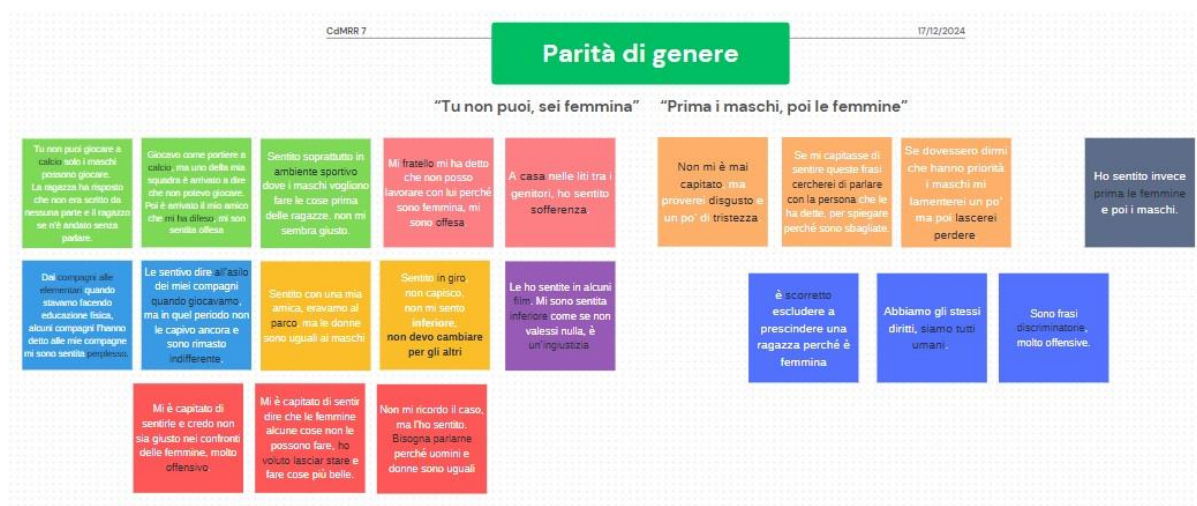 CdMRR 7
17/12/2024
Parità di genere
“Tu non puoi, sei femmina”
“Prima i maschi, poi le femmine”
Tu non puoi giocare a
calcio solo i maschi
possono giocare.
La ragazza ha risposto
che non era scritto da
nessuna parte e il ragazzo
se n'è andato senza
parlare.
Giocavo come portiere a
calcio, ma uno della mia
squadra è arrivato a dire
che non potevo giocare.
Poi è arrivato il mio amico
che mi ha difeso, mi son
sentita offesa
Sentito soprattutto in
ambiente sportivo
dove i maschi vogliono
fare le cose prima
delle ragazze. non mi
sembra giusto.
Mi fratello mi ha detto
che non posso
lavorare con lui perché
sono femmina, mi
sono offesa
A casa nelle liti tra i
genitori, ho sentito
sofferenza
Non mi è mai
capitato, ma
proverei disgusto e
un po' di tristezza
Se mi capitasse di
sentire queste frasi
cercherei di parlare
con la persona che le
ha dette, per spiegare
perché sono sbagliate.
Se dovessero dirmi
che hanno priorità
i maschi mi
lamenterei un po'
ma poi lascerei
perdere
Ho sentito invece
prima le femmine
e poi i maschi.
Dai compagni alle
elementari quando
stavamo facendo
educazione fisica,
alcuni compagni l'hanno
detto alle mie compagne
mi sono sentita perplesso.
Le sentivo dire all'asilo
dei miei compagni
quando giocavamo,
ma in quel periodo non
le capivo ancora e
sono rimasto
indifferente
Sentito con una mia
amica, eravamo al
parco, ma le donne
sono uguali ai maschi
Sentito in giro,
non capisco,
non mi sento
inferiore,
non devo cambiare
per gli altri
Le ho sentite in alcuni
film. Mi sono sentita
inferiore come se non
valessi nulla, è
un'ingiustizia
è scorretto
escludere a
prescindere una
ragazza perché è
femmina
Abbiamo gli stessi
diritti, siamo tutti
umani.
Sono frasi
discriminatorie,
molto offensive.
Mi è capitato di
sentirle e credo non
sia giusto nei confronti
delle femmine, molto
offensivo
Mi è capitato di sentir
dire che le femmine
alcune cose non le
possono fare, ho
voluto lasciar stare e
fare cose più belle.
Non mi ricordo il caso,
ma l'ho sentito.
Bisogna parlarne
perché uomini e
donne sono uguali